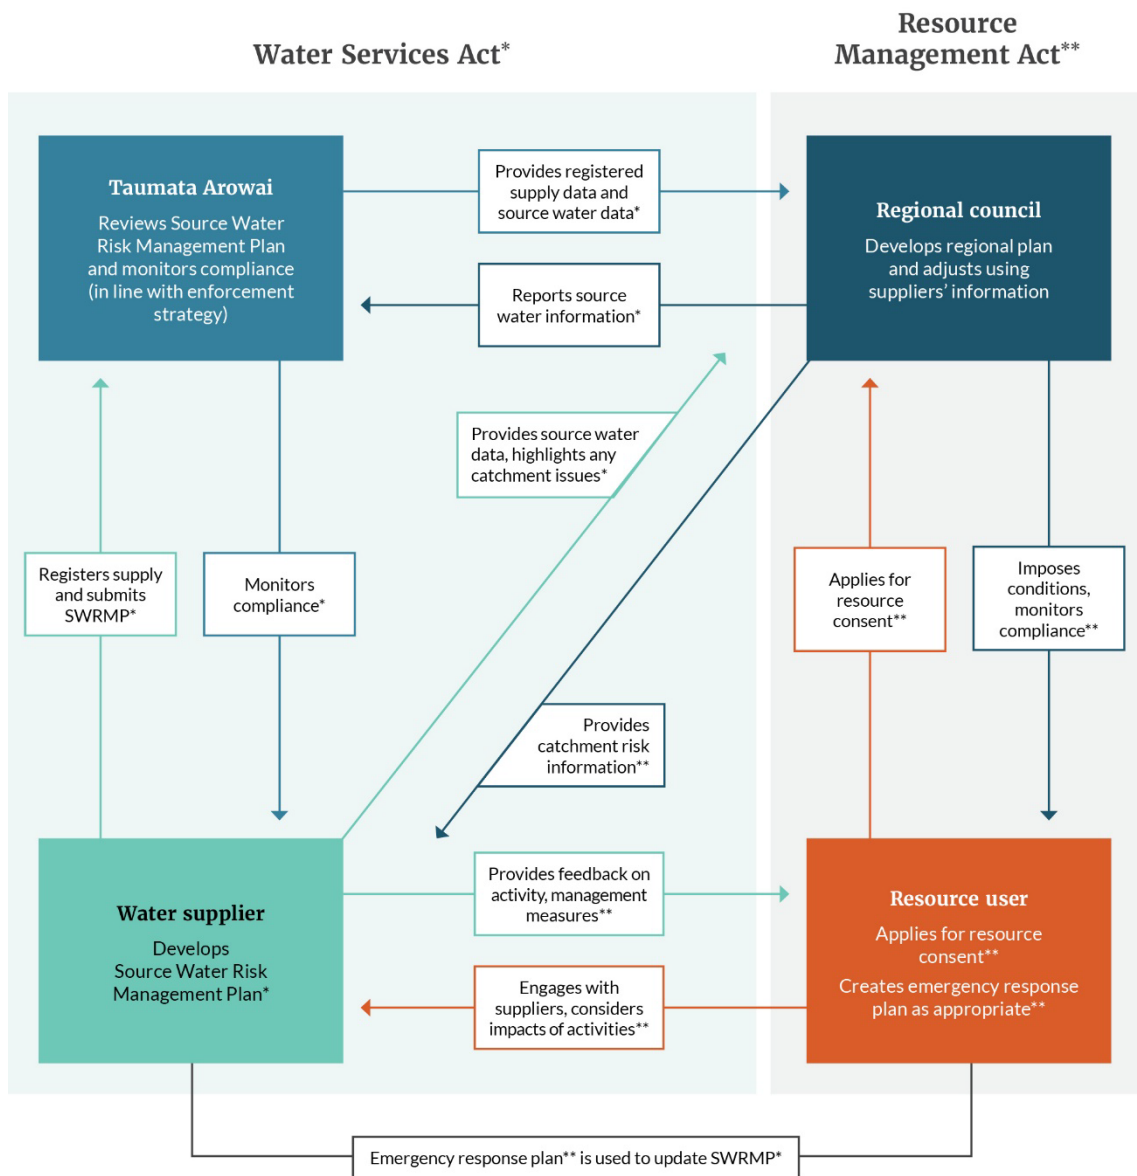 Water Services Act*
Resource
Management Act**
Taumata Arowai
Reviews Source Water
Risk Management Plan
and monitors compliance
(in line with enforcement
strategy)
Provides registered
supply data and
source water data*
Regional council
Develops regional plan
and adjusts using
suppliers’ information
Reports source
water information*
Provides source water
data, highlights any
catchment issues*
Registers supply
and submits
SWRMP*
Monitors
compliance*
Applies for
resource
consent**
Imposes
conditions,
monitors
compliance**
Provides
catchment risk
information**
Water supplier
Develops
Source Water Risk
Management Plan*
Provides feedback on
activity, management
measures**
Resource user
Applies for resource
consent**
Creates emergency response
plan as appropriate**
Engages with
suppliers, considers
impacts of activities**
Emergency response plan** is used to update SWRMP*